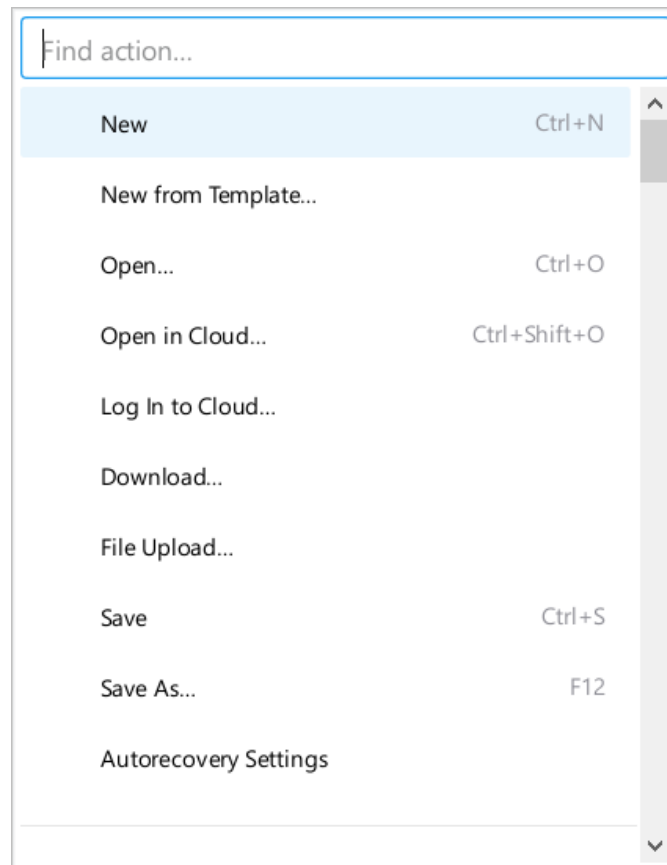 Find action...
New Ctrl+N
New from Template...
Open... Ctrl+O
Open in Cloud... Ctrl+Shift+O
Log In to Cloud...
Download...
File Upload...
Save Ctrl+S
Save As... F12
Autorecovery Settings